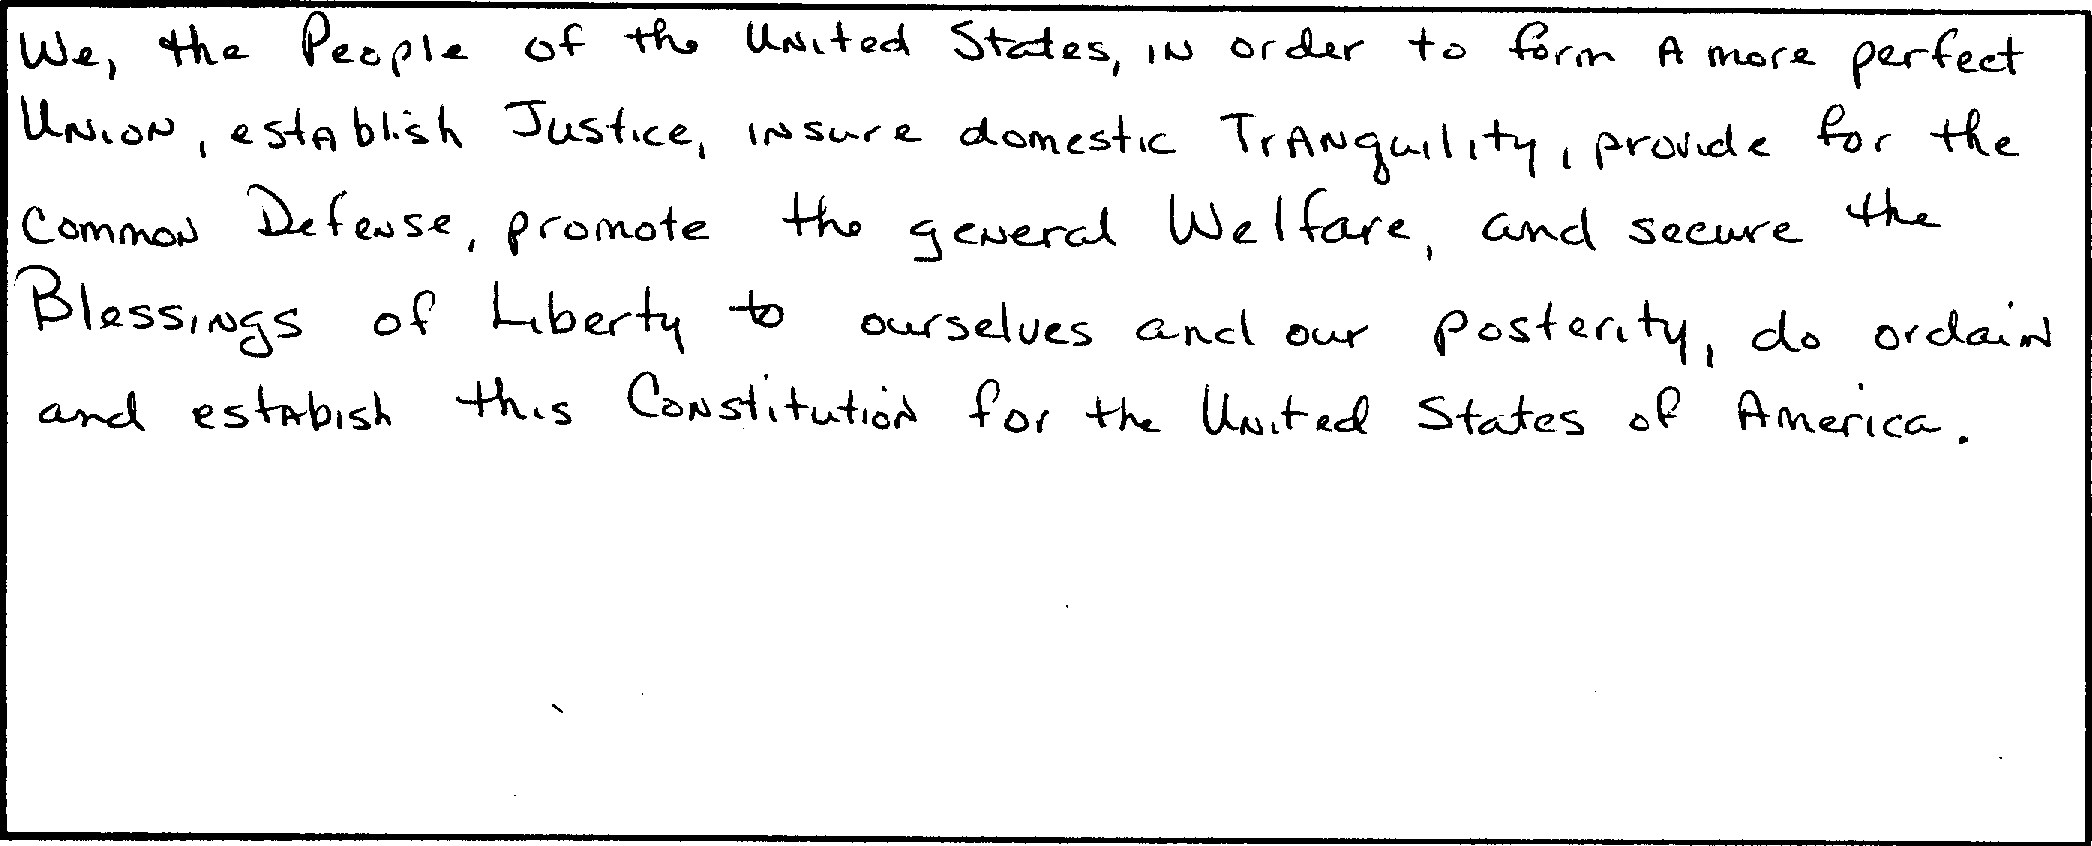 We, the People of the United States, in order to form a more perfect
Union, establish Justice, insure domestic Tranquility, provide for the
common Defense, promote the general Welfare, and secure the
Blessings of Liberty to ourselves and our posterity, do ordain
and estabish this Constitution for the United States of America.